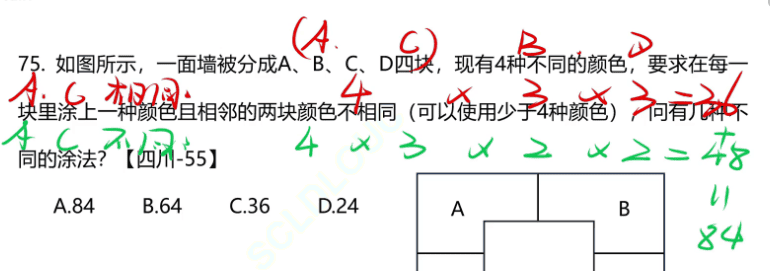 (A. C) B. D
75. 如图所示，一面墙被分成A、B、C、D四块，现有4种不同的颜色，要求在每一
A. C 相同. 4 × 3 × 3 = 36
块里涂上一种颜色且相邻的两块颜色不相同（可以使用少于4种颜色），问有几种不
A C 不同. 4 × 3 × 2 × 2 = 48
+
同的涂法？【四川-55】
A.84 B.64 C.36 D.24
A B
11
84